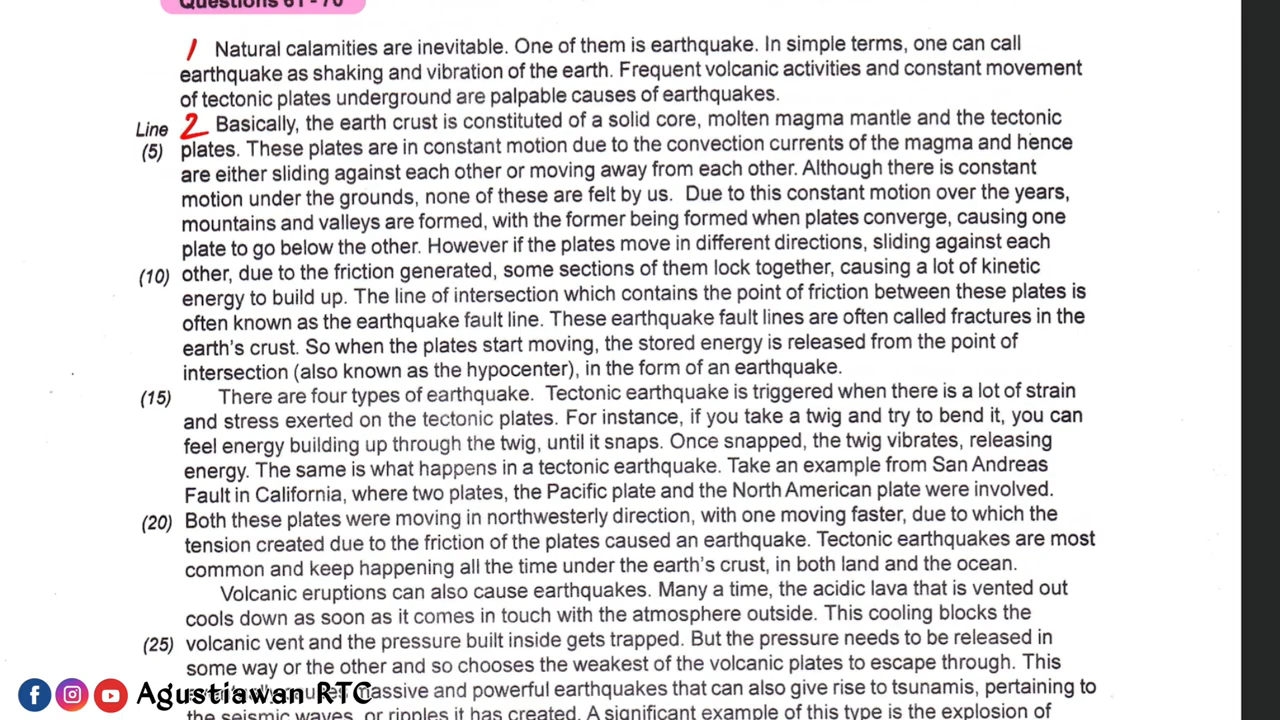 Questions 61 - 70
1 Natural calamities are inevitable. One of them is earthquake. In simple terms, one can call
earthquake as shaking and vibration of the earth. Frequent volcanic activities and constant movement
of tectonic plates underground are palpable causes of earthquakes.
Line 2 Basically, the earth crust is constituted of a solid core, molten magma mantle and the tectonic
(5) plates. These plates are in constant motion due to the convection currents of the magma and hence
are either sliding against each other or moving away from each other. Although there is constant
motion under the grounds, none of these are felt by us. Due to this constant motion over the years,
mountains and valleys are formed, with the former being formed when plates converge, causing one
plate to go below the other. However if the plates move in different directions, sliding against each
(10) other, due to the friction generated, some sections of them lock together, causing a lot of kinetic
energy to build up. The line of intersection which contains the point of friction between these plates is
often known as the earthquake fault line. These earthquake fault lines are often called fractures in the
earth's crust. So when the plates start moving, the stored energy is released from the point of
intersection (also known as the hypocenter), in the form of an earthquake.
(15) There are four types of earthquake. Tectonic earthquake is triggered when there is a lot of strain
and stress exerted on the tectonic plates. For instance, if you take a twig and try to bend it, you can
feel energy building up through the twig, until it snaps. Once snapped, the twig vibrates, releasing
energy. The same is what happens in a tectonic earthquake. Take an example from San Andreas
Fault in California, where two plates, the Pacific plate and the North American plate were involved.
(20) Both these plates were moving in northwesterly direction, with one moving faster, due to which the
tension created due to the friction of the plates caused an earthquake. Tectonic earthquakes are most
common and keep happening all the time under the earth's crust, in both land and the ocean.
Volcanic eruptions can also cause earthquakes. Many a time, the acidic lava that is vented out
cools down as soon as it comes in touch with the atmosphere outside. This cooling blocks the
(25) volcanic vent and the pressure built inside gets trapped. But the pressure needs to be released in
some way or the other and so chooses the weakest of the volcanic plates to escape through. This
massive and powerful earthquakes that can also give rise to tsunamis, pertaining to
Agustiawan RTC
the seismic waves, or ripples it has created. A significant example of this type is the explosion of